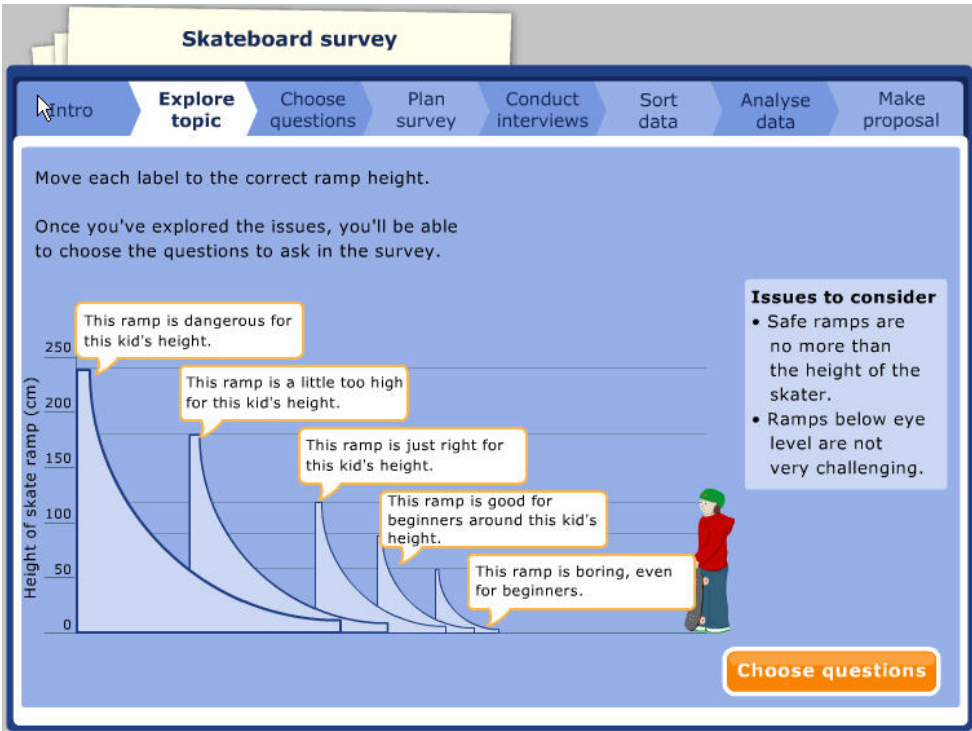 Skateboard survey
Intro
Explore
topic
Choose
questions
Plan
survey
Conduct
interviews
Sort
data
Analyse
data
Make
proposal
Move each label to the correct ramp height.
Once you've explored the issues, you'll be able
to choose the questions to ask in the survey.
Issues to consider
• Safe ramps are
no more than
the height of the
skater.
• Ramps below eye
level are not
very challenging.
This ramp is dangerous for
this kid's height.
This ramp is a little too high
for this kid's height.
This ramp is just right for
this kid's height.
This ramp is good for
beginners around this kid's
height.
This ramp is boring, even
for beginners.
Height of skate ramp (cm)
250
200
150
100
50
0
Choose questions